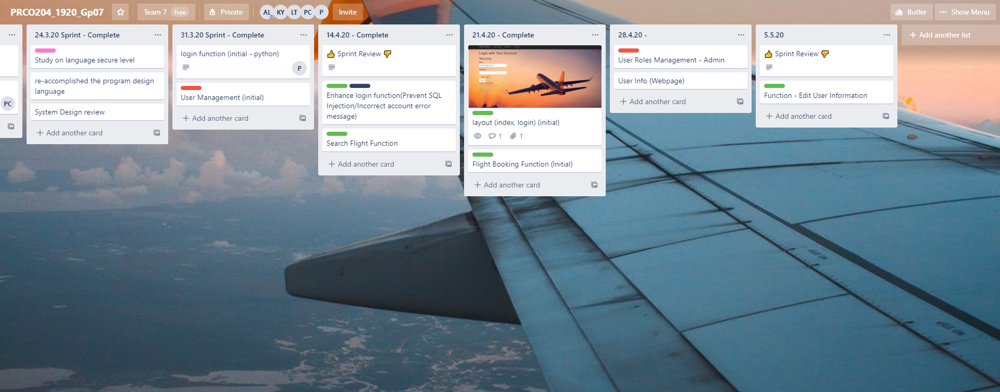 PRCO204_1920_Gp07
Team 7 Free
Private
AL KY LT PC P
Invite
Butler
Show Menu
PC
24.3.20 Sprint - Complete
Study on language secure level
re-accomplished the program design
language
System Design review
Add another card
31.3.20 Sprint - Complete
login function (initial - python)
P
User Management (initial)
Add another card
14.4.20 - Complete
👍 Sprint Review 👎
Enhance login function(Prevent SQL
Injection/Incorrect account error
message)
Search Flight Function
Add another card
21.4.20 - Complete
Login with Your Account
Welcome
layout (index, login) (initial)
1 1
Flight Booking Function (Initial)
Add another card
28.4.20 -
User Roles Management - Admin
User Info (Webpage)
Add another card
5.5.20
👍 Sprint Review 👎
Function - Edit User Information
Add another card
Add another list
NO STEP